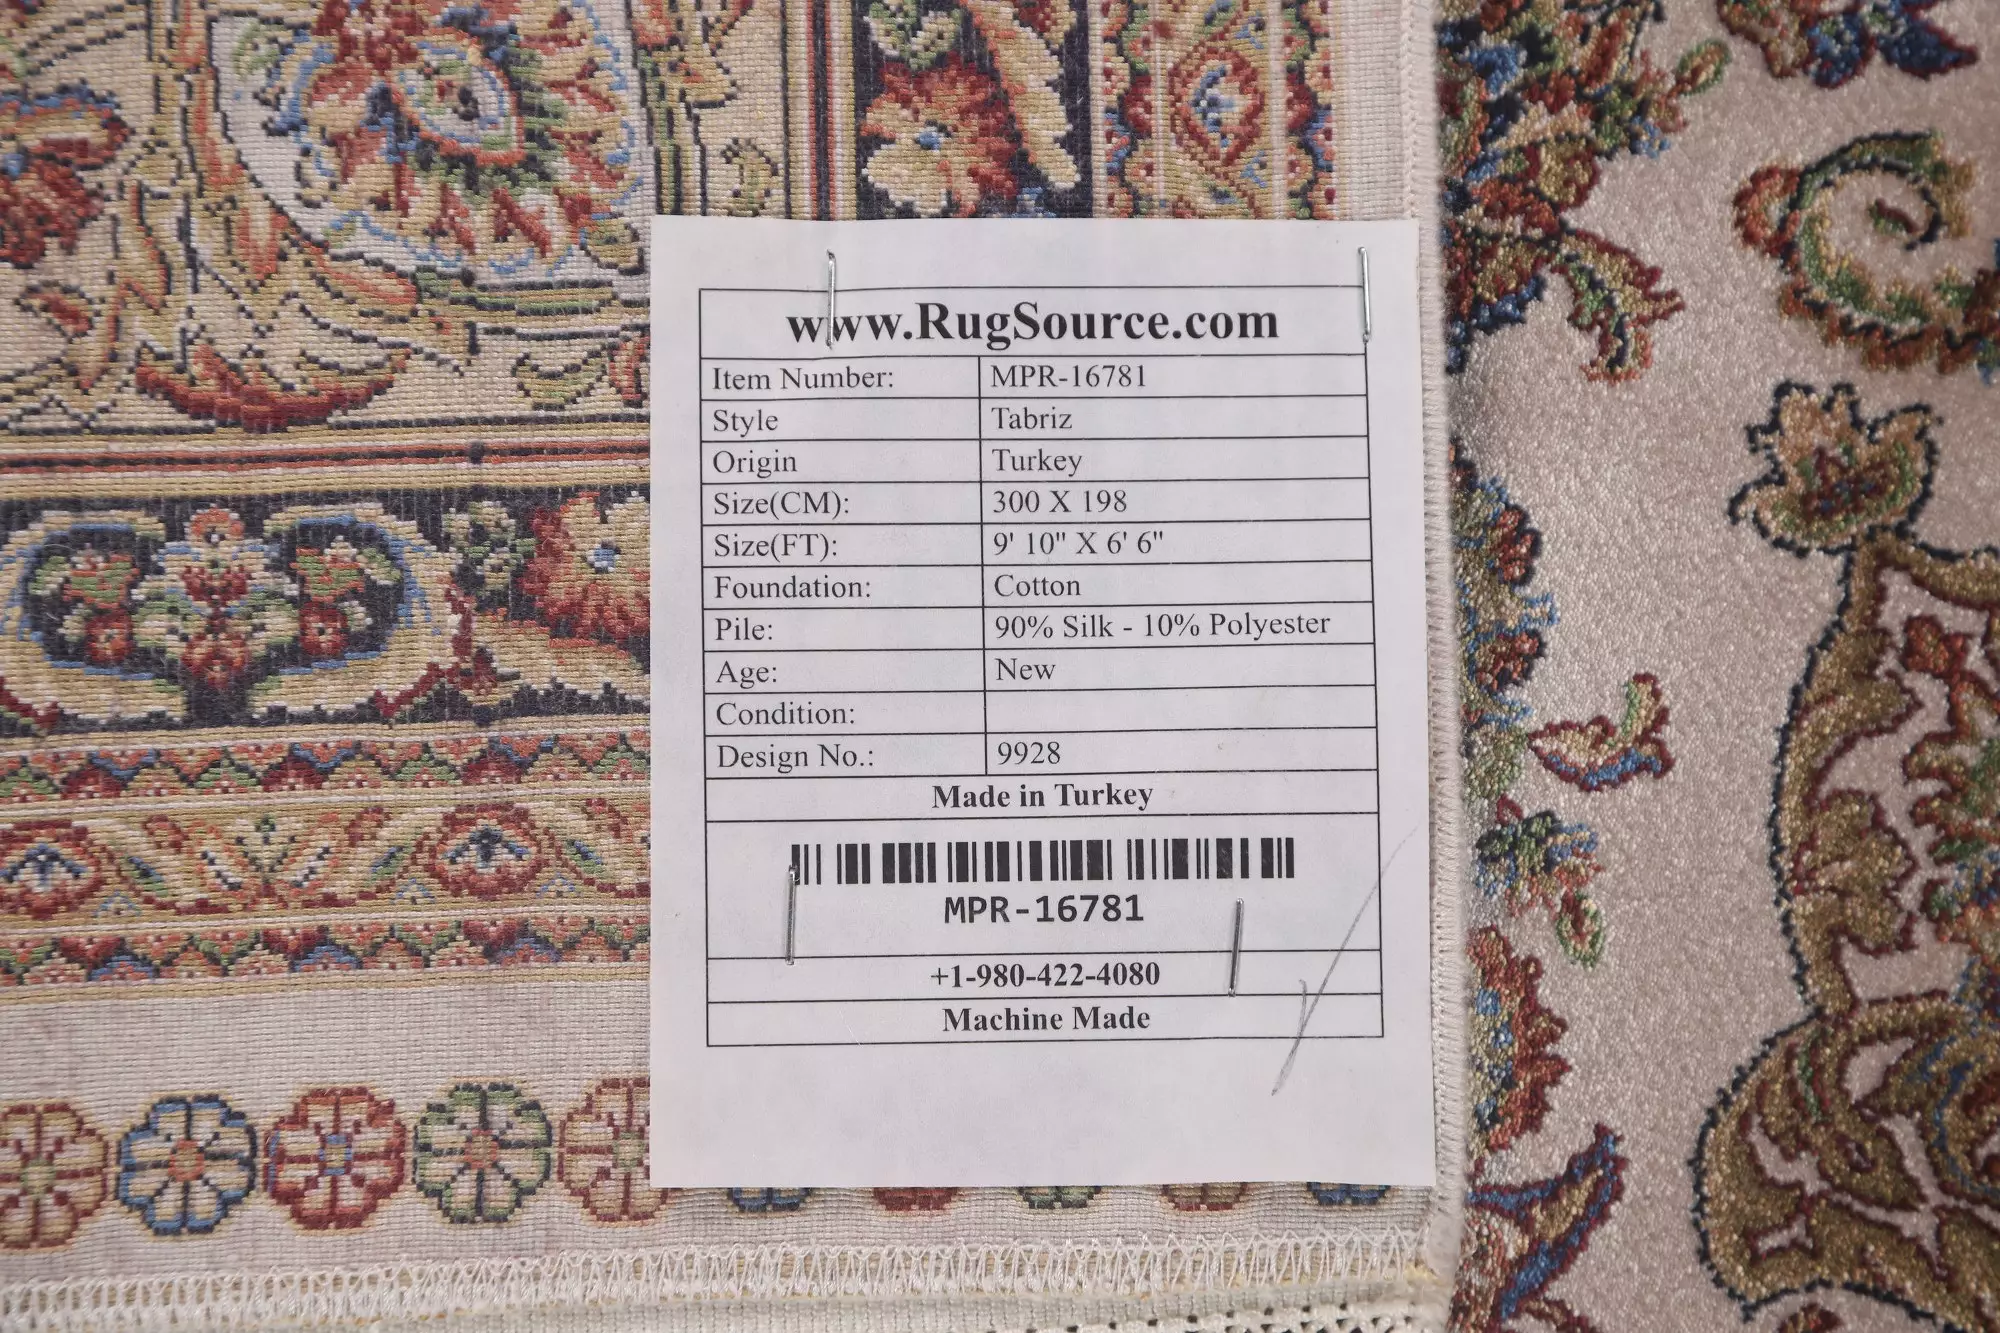 www.RugSource.com
Item Number: MPR-16781
Style Tabriz
Origin Turkey
Size(CM): 300 X 198
Size(FT): 9' 10" X 6' 6"
Foundation: Cotton
Pile: 90% Silk - 10% Polyester
Age: New
Condition:
Design No.: 9928
Made in Turkey
MPR-16781
+1-980-422-4080
Machine Made